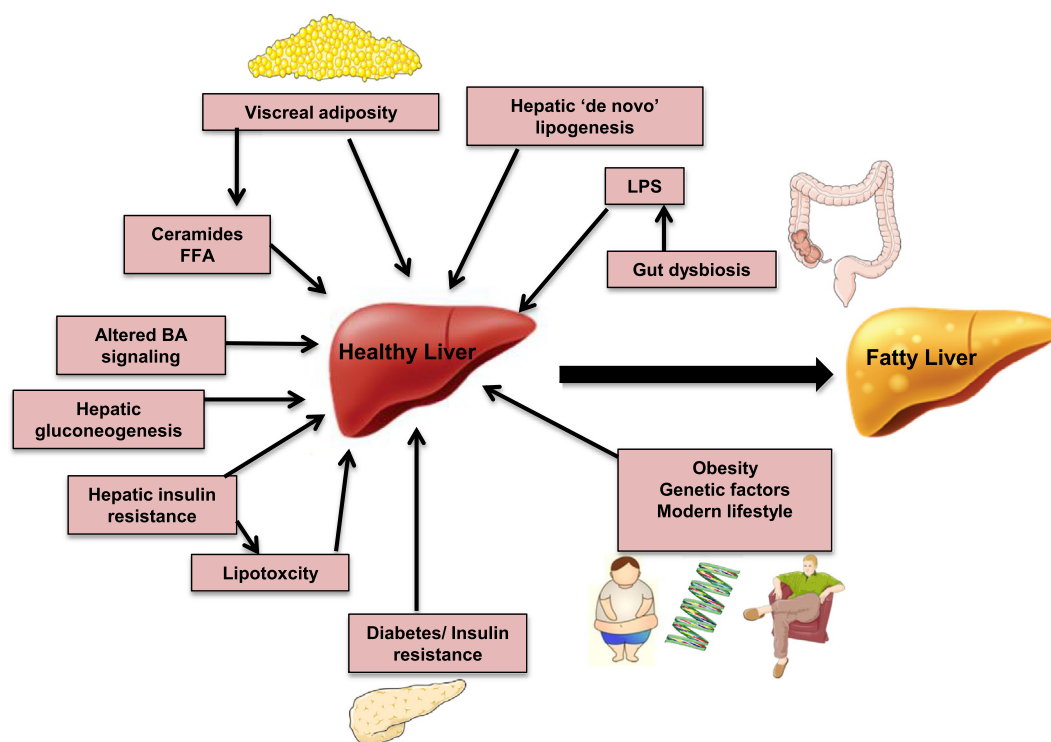 Viscreal adiposity
Hepatic ‘de novo’
lipogenesis
LPS
Ceramides
FFA
Gut dysbiosis
Altered BA
signaling
Healthy Liver
Fatty Liver
Hepatic
gluconeogenesis
Obesity
Genetic factors
Modern lifestyle
Hepatic insulin
resistance
Lipotoxcity
Diabetes/ Insulin
resistance